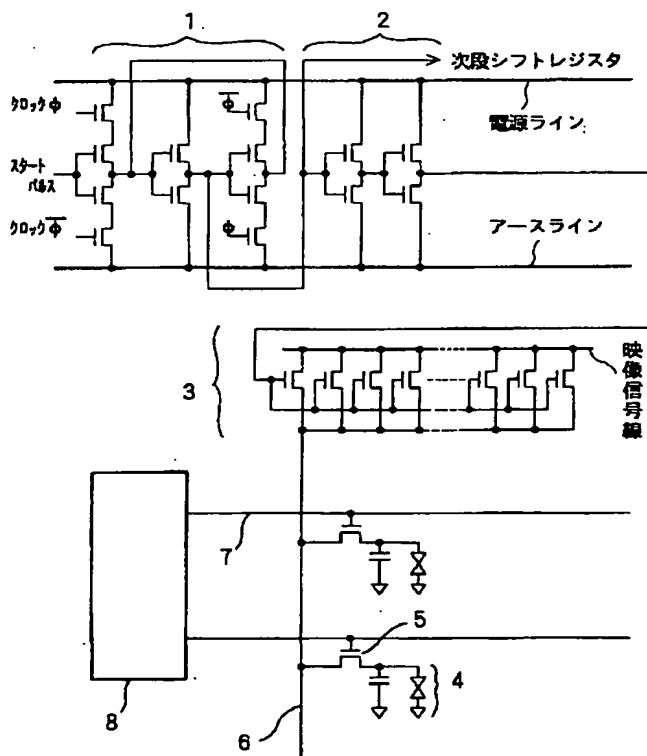 1
2
次段シフトレジスタ
クロックφ
φ̅
電源ライン
スタート
パルス
クロックφ̅
φ
アースライン
3
映像信号線
7
5
4
8
6